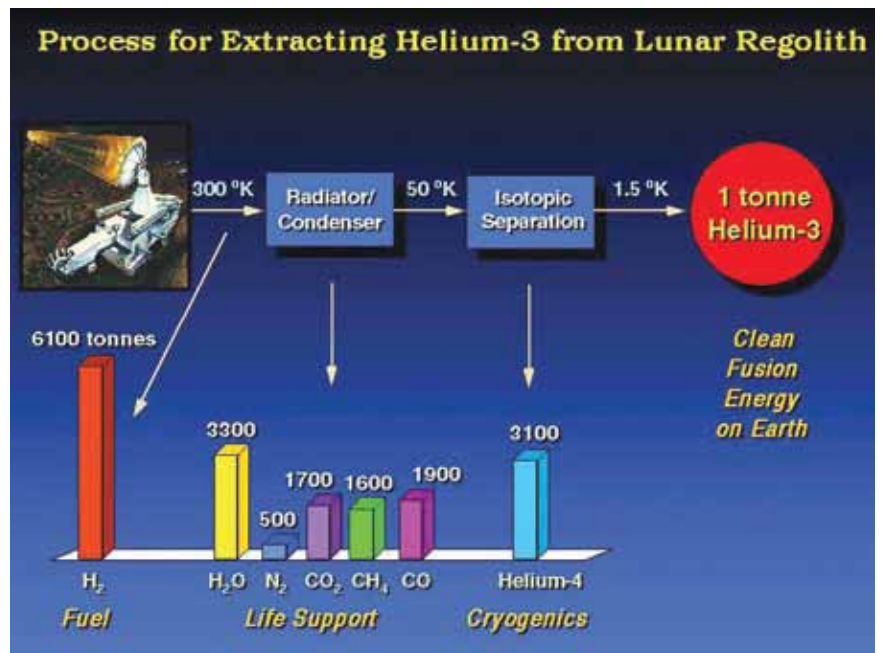 Process for Extracting Helium-3 from Lunar Regolith
300 °K
Radiator/
Condenser
50 °K
Isotopic
Separation
1.5 °K
1 tonne
Helium-3
Clean
Fusion
Energy
on Earth
6100 tonnes
3300
500
1700
1600
1900
3100
H₂
H₂O
N₂
CO₂
CH₄
CO
Helium-4
Fuel
Life Support
Cryogenics